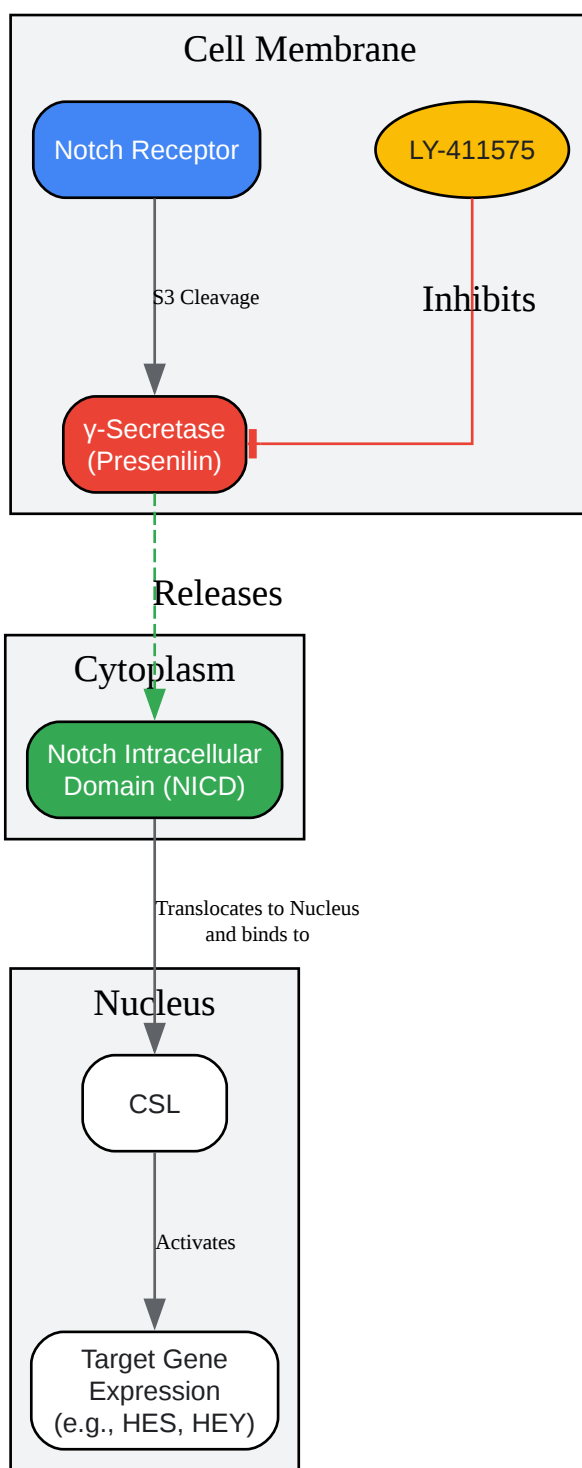 Cell Membrane
Notch Receptor
LY-411575
S3 Cleavage
Inhibits
γ-Secretase
(Presenilin)
Releases
Cytoplasm
Notch Intracellular
Domain (NICD)
Translocates to Nucleus
and binds to
Nucleus
CSL
Activates
Target Gene
Expression
(e.g., HES, HEY)